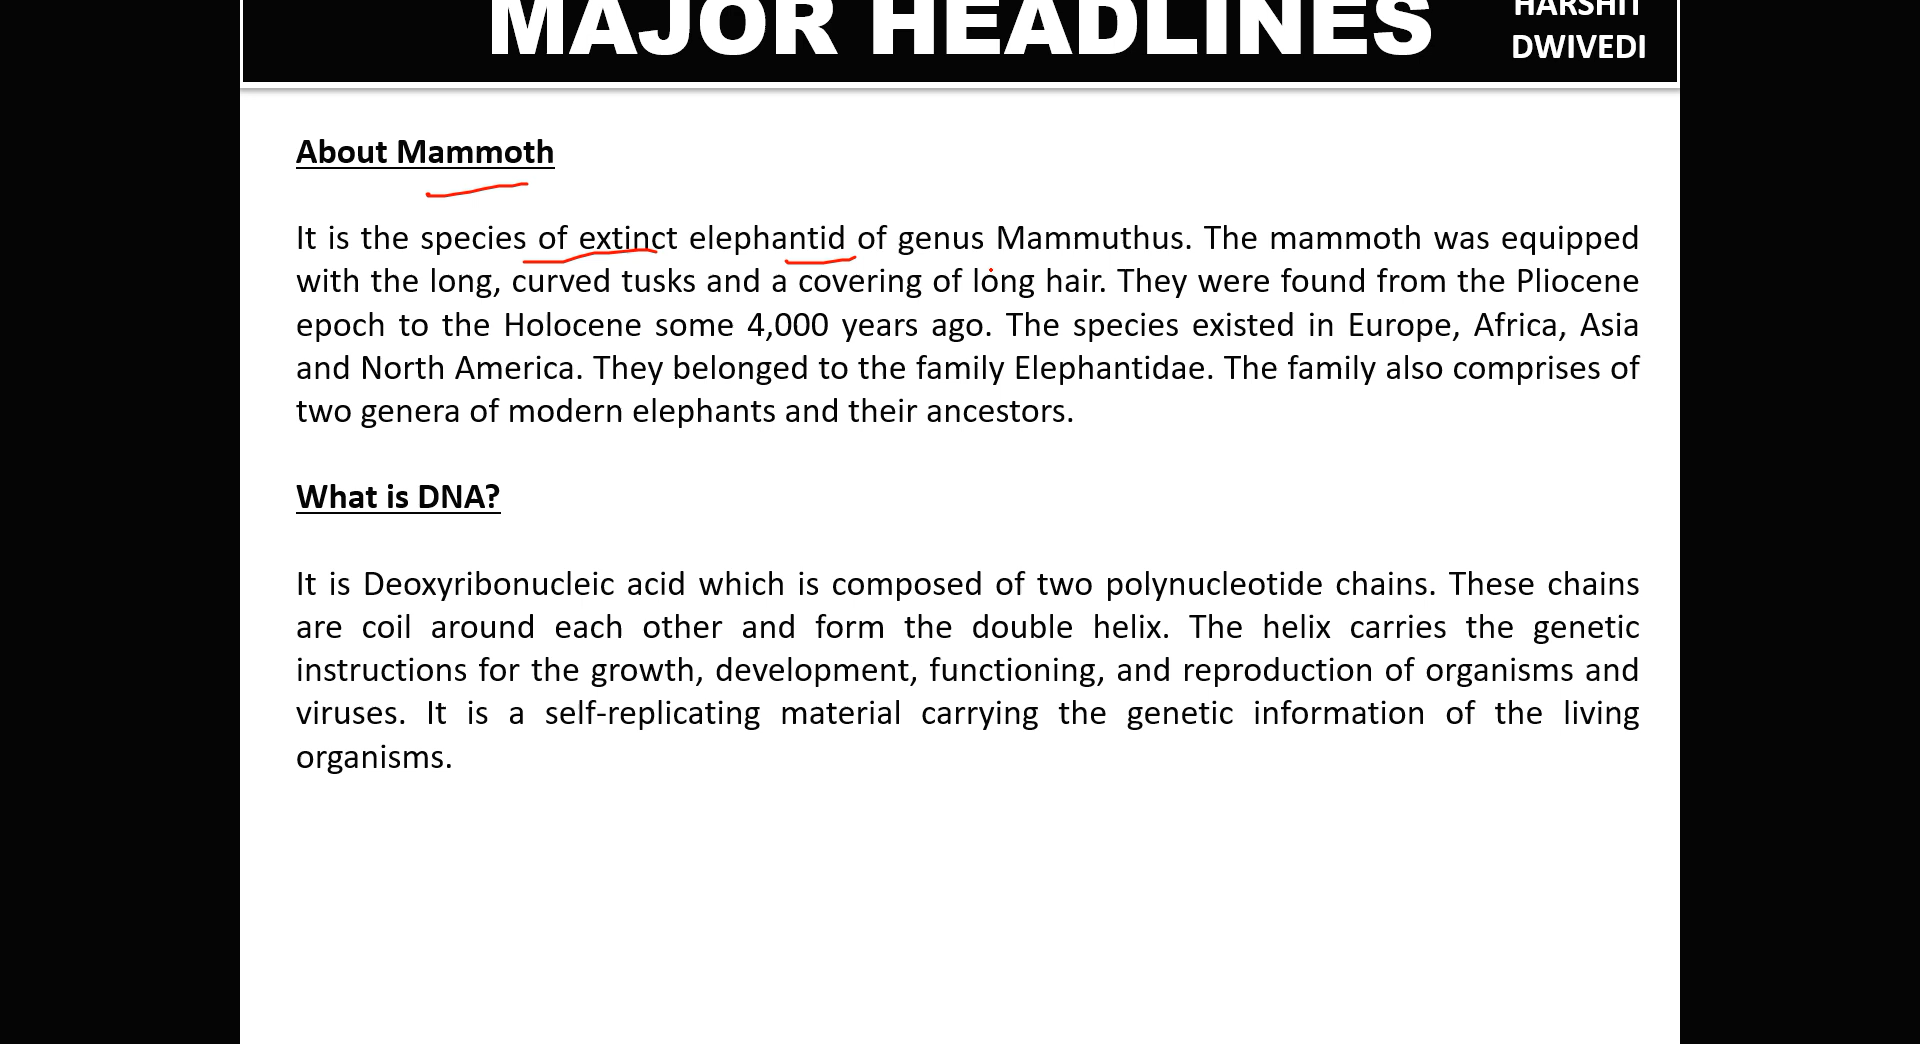 MAJOR HEADLINES
HARSHIT
DWIVEDI
About Mammoth
It is the species of extinct elephantid of genus Mammuthus. The mammoth was equipped
with the long, curved tusks and a covering of long hair. They were found from the Pliocene
epoch to the Holocene some 4,000 years ago. The species existed in Europe, Africa, Asia
and North America. They belonged to the family Elephantidae. The family also comprises of
two genera of modern elephants and their ancestors.
What is DNA?
It is Deoxyribonucleic acid which is composed of two polynucleotide chains. These chains
are coil around each other and form the double helix. The helix carries the genetic
instructions for the growth, development, functioning, and reproduction of organisms and
viruses. It is a self-replicating material carrying the genetic information of the living
organisms.